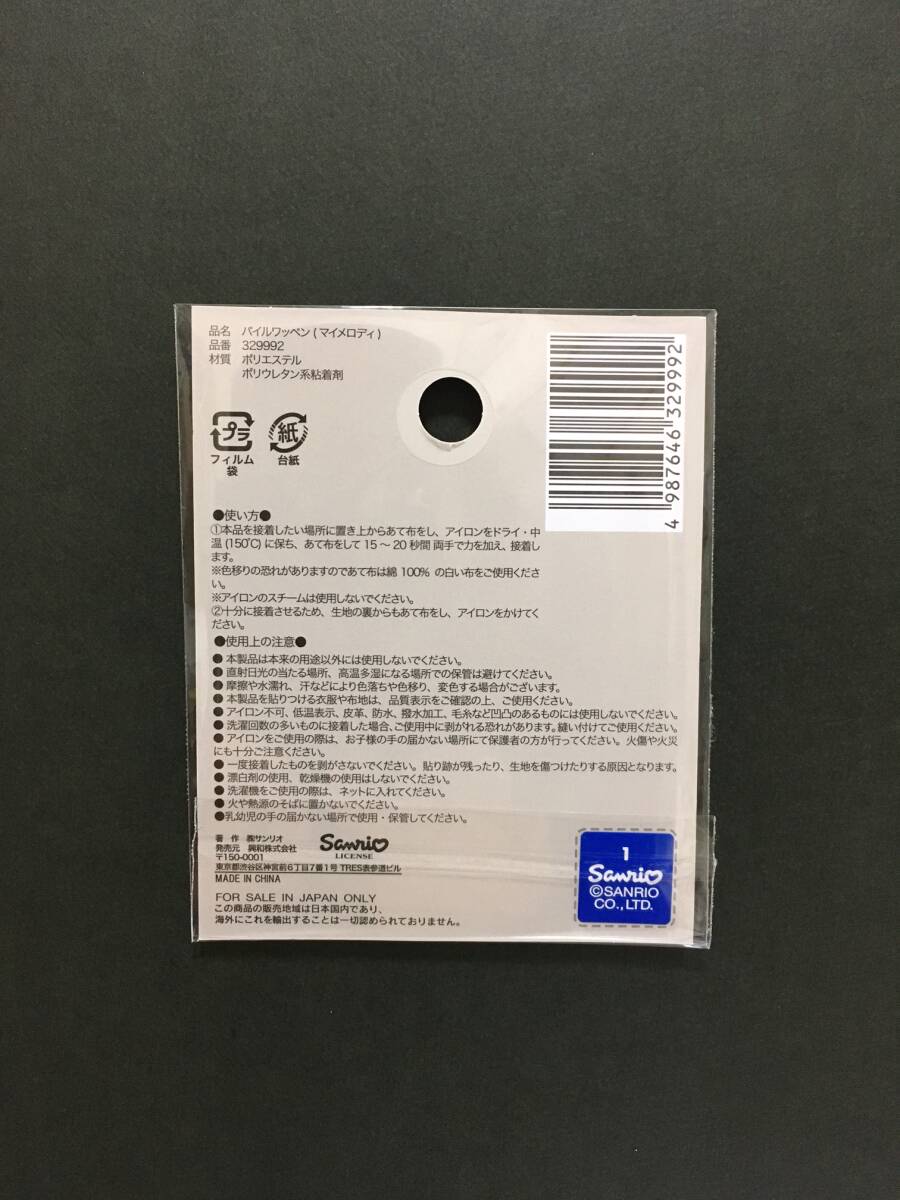 品名 パイルワッペン(マイメロディ)
品番 329992
材質 ポリエステル
ポリウレタン系粘着剤
プラ
フィルム
袋
紙
台紙
4 987646 329992
●使い方●
①本品を接着したい場所に置き上からあて布をし、アイロンをドライ・中
温(150℃)に保ち、あて布をして15～20秒間 両手で力を加え、接着し
ます。
※色移りの恐れがありますのであて布は綿100% の白い布をご使用くださ
い。
※アイロンのスチームは使用しないでください。
②十分に接着させるため、生地の裏からもあて布をし、アイロンをかけてく
ださい。
●使用上の注意●
● 本製品は本来の用途以外には使用しないでください。
● 直射日光の当たる場所、高温多湿になる場所での保管は避けてください。
● 摩擦や水濡れ、汗などにより色落ちや色移り、変色する場合がございます。
● 本製品を貼りつける衣服や布地は、品質表示をご確認の上、ご使用ください。
● アイロン不可、低温表示、皮革、防水、撥水加工、毛糸など凹凸のあるものには使用しないでください。
● 洗濯回数の多いものに接着した場合、ご使用中に剥がれる恐れがあります。縫い付けてご使用ください。
● アイロンをご使用の際は、お子様の手の届かない場所にて保護者の方が行ってください。火傷や火災
にも十分ご注意ください。
● 一度接着したものを剥がさないでください。貼り跡が残ったり、生地を傷つけたりする原因となります。
● 漂白剤の使用、乾燥機の使用はしないでください。
● 洗濯機をご使用の際は、ネットに入れてください。
● 火や熱源のそばに置かないでください。
●乳幼児の手の届かない場所で使用・保管してください。
著 作 ㈱サンリオ
発売元 興和株式会社
〒150-0001
東京都渋谷区神宮前6丁目7番1号 TRES表参道ビル
MADE IN CHINA
Sanrio
LICENSE
FOR SALE IN JAPAN ONLY
この商品の販売地域は日本国内であり、
海外にこれを輸出することは一切認められておりません。
1
Sanrio
©SANRIO
CO., LTD.